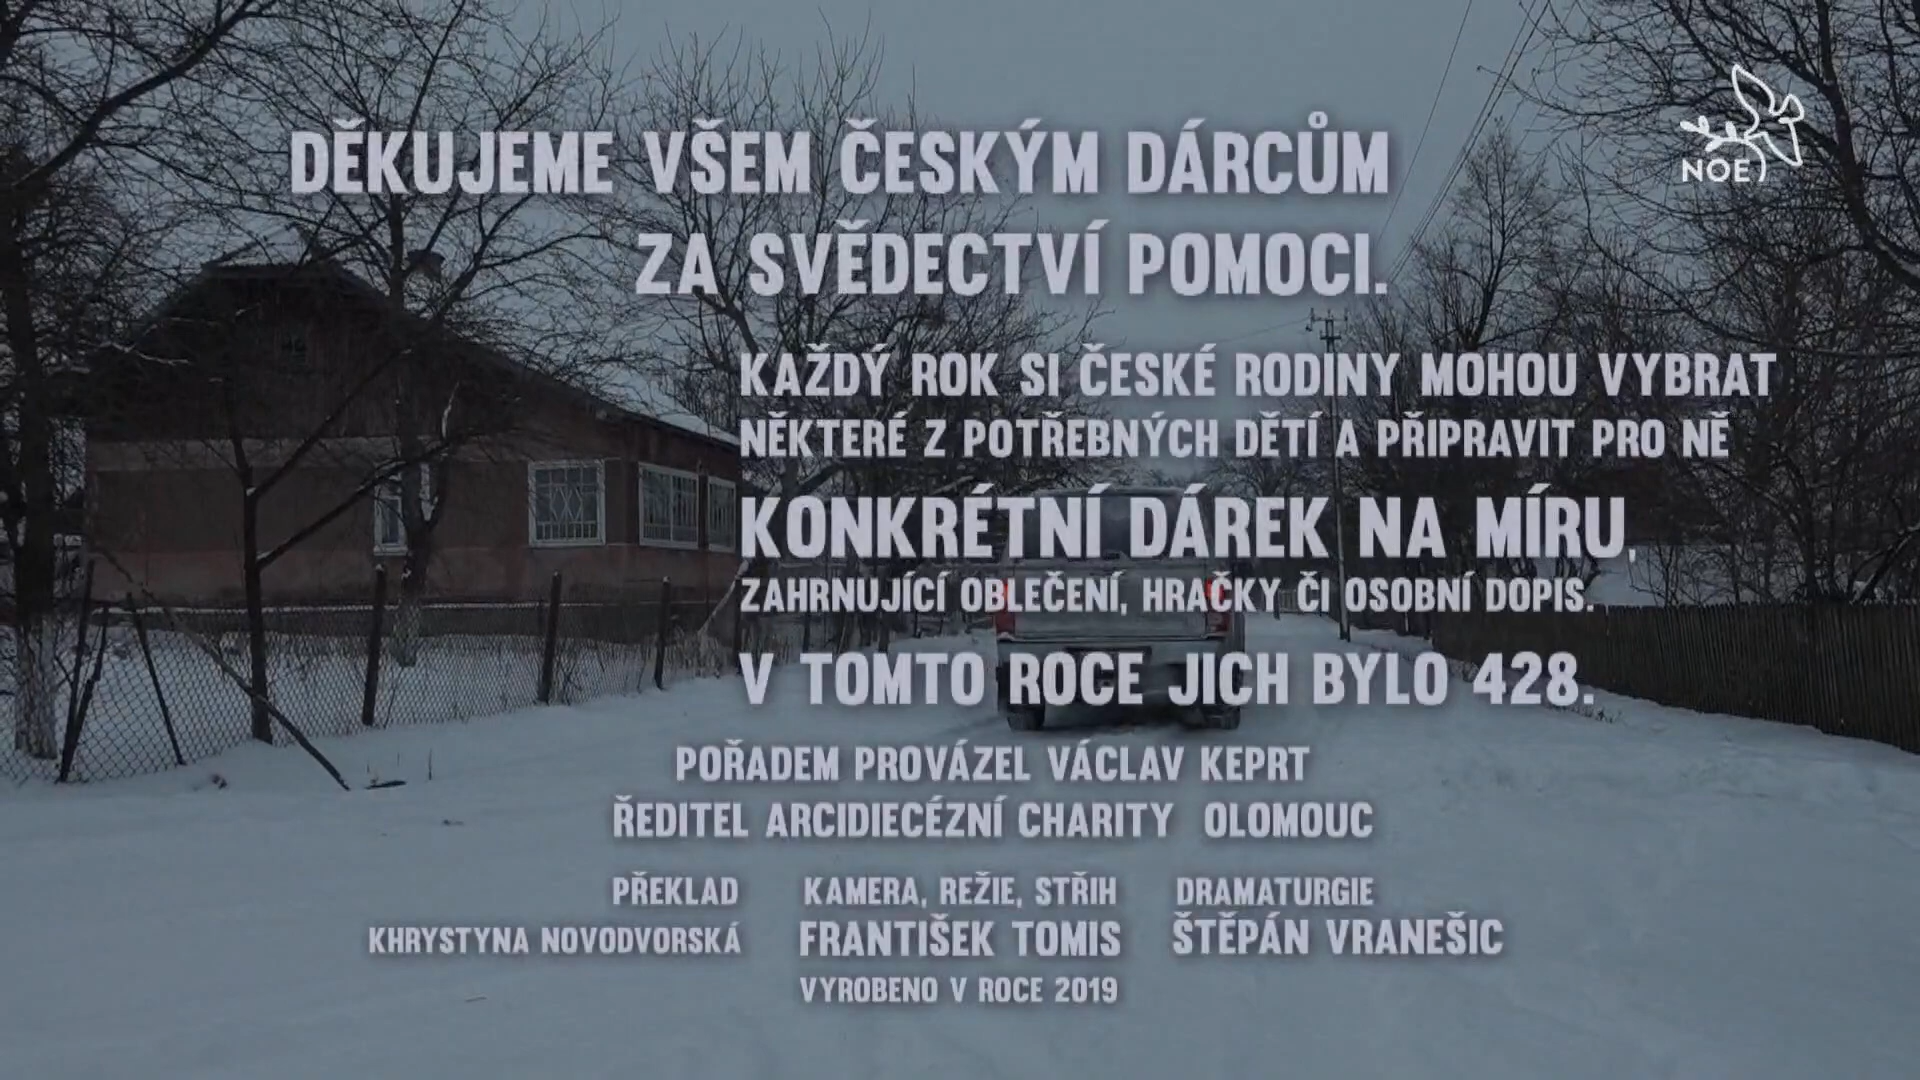 NOE
DĚKUJEME VŠEM ČESKÝM DÁRCŮM
ZA SVĚDECTVÍ POMOCI.
KAŽDÝ ROK SI ČESKÉ RODINY MOHOU VYBRAT
NĚKTERÉ Z POTŘEBNÝCH DĚTÍ A PŘIPRAVIT PRO NĚ
KONKRÉTNÍ DÁREK NA MÍRU,
ZAHRNUJÍCÍ OBLEČENÍ, HRAČKY ČI OSOBNÍ DOPIS.
V TOMTO ROCE JICH BYLO 428.
POŘADEM PROVÁZEL VÁCLAV KEPRT
ŘEDITEL ARCIDIECÉZNÍ CHARITY OLOMOUC
PŘEKLAD
KHRYSTYNA NOVODVORSKÁ
KAMERA, REŽIE, STŘIH
FRANTIŠEK TOMIS
DRAMATURGIE
ŠTĚPÁN VRANEŠIC
VYROBENO V ROCE 2019